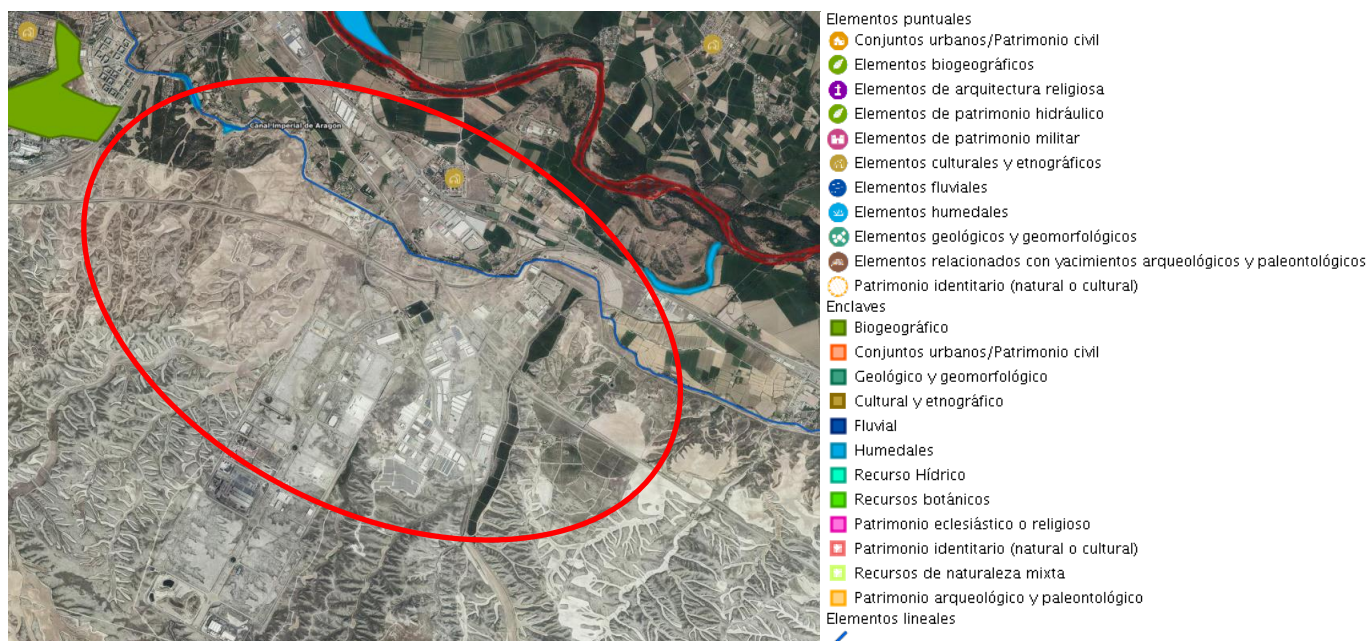 Canal Imperial de Aragón
Elementos puntuales
Conjuntos urbanos/Patrimonio civil
Elementos biogeográficos
Elementos de arquitectura religiosa
Elementos de patrimonio hidráulico
Elementos de patrimonio militar
Elementos culturales y etnográficos
Elementos fluviales
Elementos humedales
Elementos geológicos y geomorfológicos
Elementos relacionados con yacimientos arqueológicos y paleontológicos
Patrimonio identitario (natural o cultural)
Enclaves
Biogeográfico
Conjuntos urbanos/Patrimonio civil
Geológico y geomorfológico
Cultural y etnográfico
Fluvial
Humedales
Recurso Hídrico
Recursos botánicos
Patrimonio eclesiástico o religioso
Patrimonio identitario (natural o cultural)
Recursos de naturaleza mixta
Patrimonio arqueológico y paleontológico
Elementos lineales